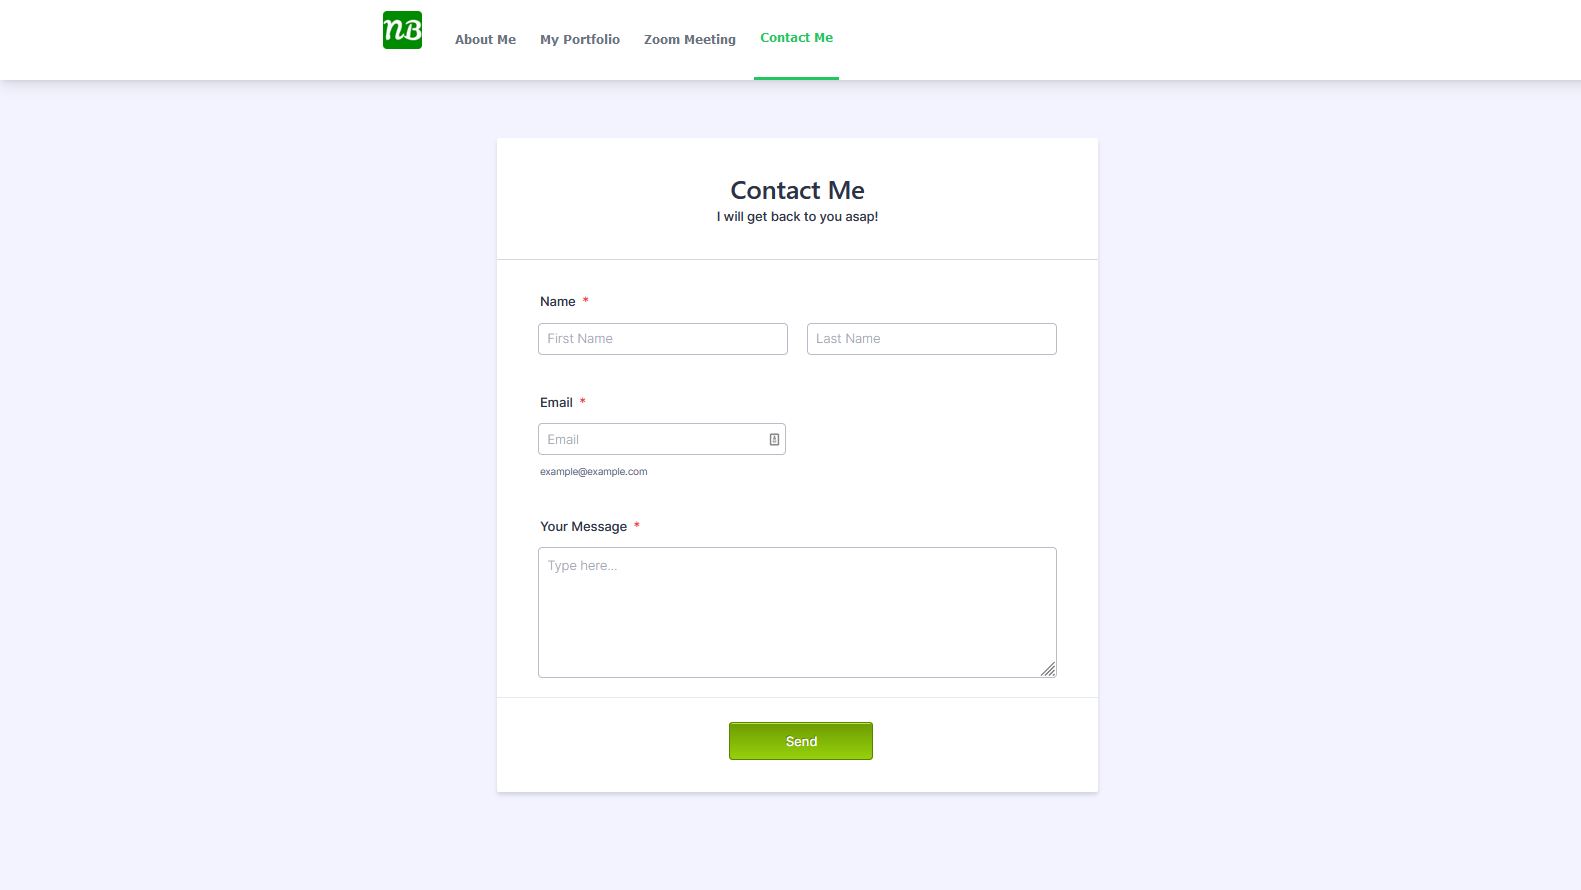 NB
About Me My Portfolio Zoom Meeting Contact Me
Contact Me
I will get back to you asap!
Name *
First Name Last Name
Email *
Email
example@example.com
Your Message *
Type here...
Send